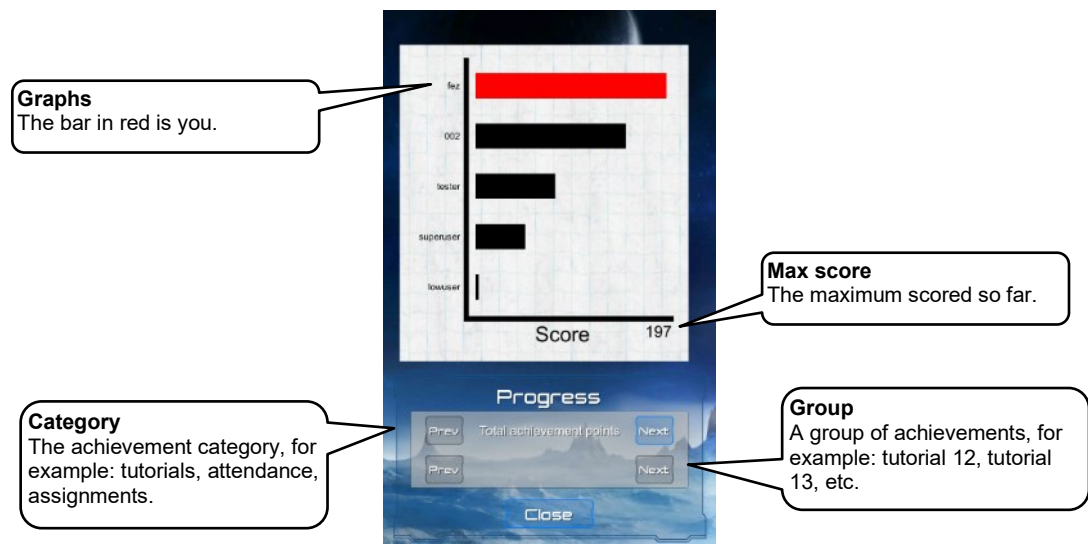 Graphs
The bar in red is you.
fez
002
tester
superuser
lowuser
Score
197
Max score
The maximum scored so far.
Progress
Prev
Total achievement points
Next
Prev
Next
Close
Category
The achievement category, for
example: tutorials, attendance,
assignments.
Group
A group of achievements, for
example: tutorial 12, tutorial
13, etc.